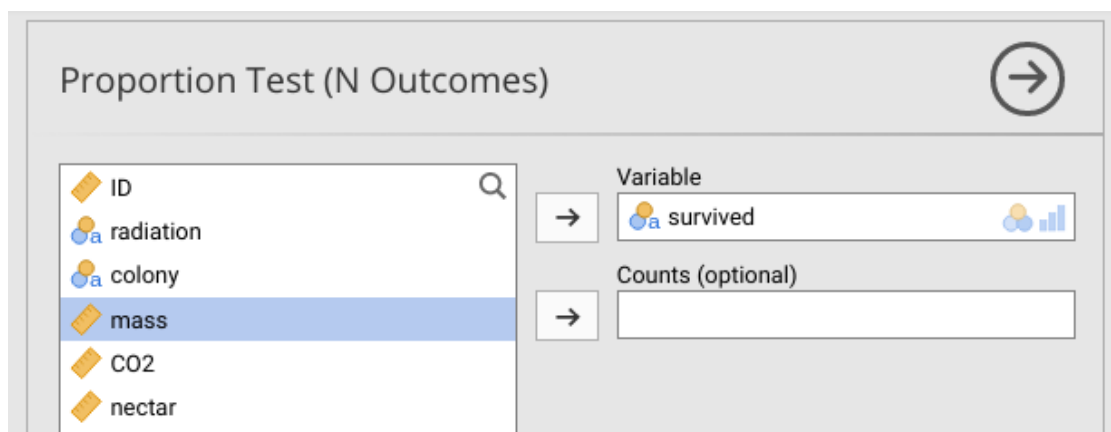 Proportion Test (N Outcomes)
ID
a radiation
a colony
mass
CO2
nectar
Variable
a survived
Counts (optional)